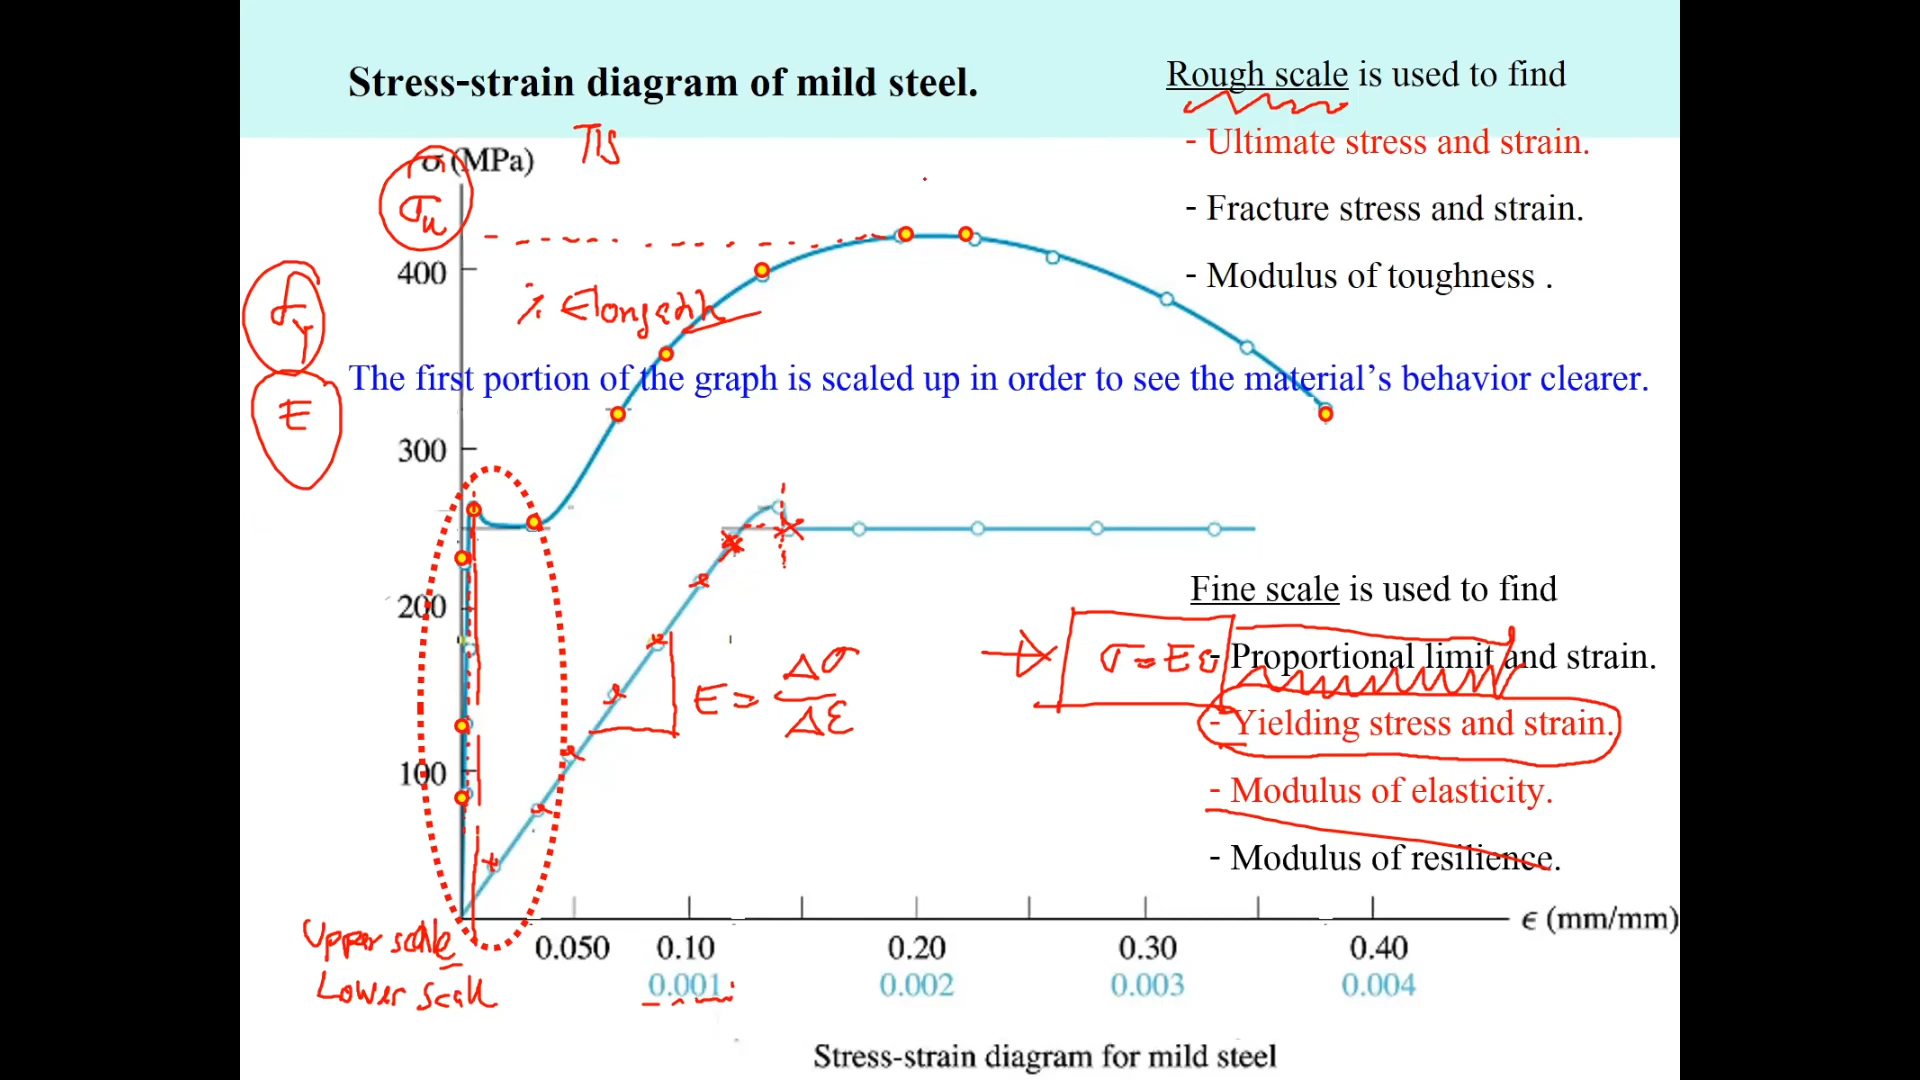 Stress-strain diagram of mild steel.
Rough scale is used to find
- Ultimate stress and strain.
- Fracture stress and strain.
- Modulus of toughness .
σ (MPa)
σu
400
E
The first portion of the graph is scaled up in order to see the material's behavior clearer.
300
200
100
E = Δσ
Δε
Fine scale is used to find
σ = Eε
- Proportional limit and strain.
- Yielding stress and strain.
- Modulus of elasticity.
- Modulus of resilience.
Upper scale
Lower scale
0.050 0.10 0.20 0.30 0.40
0.001 0.002 0.003 0.004
ϵ (mm/mm)
Stress-strain diagram for mild steel